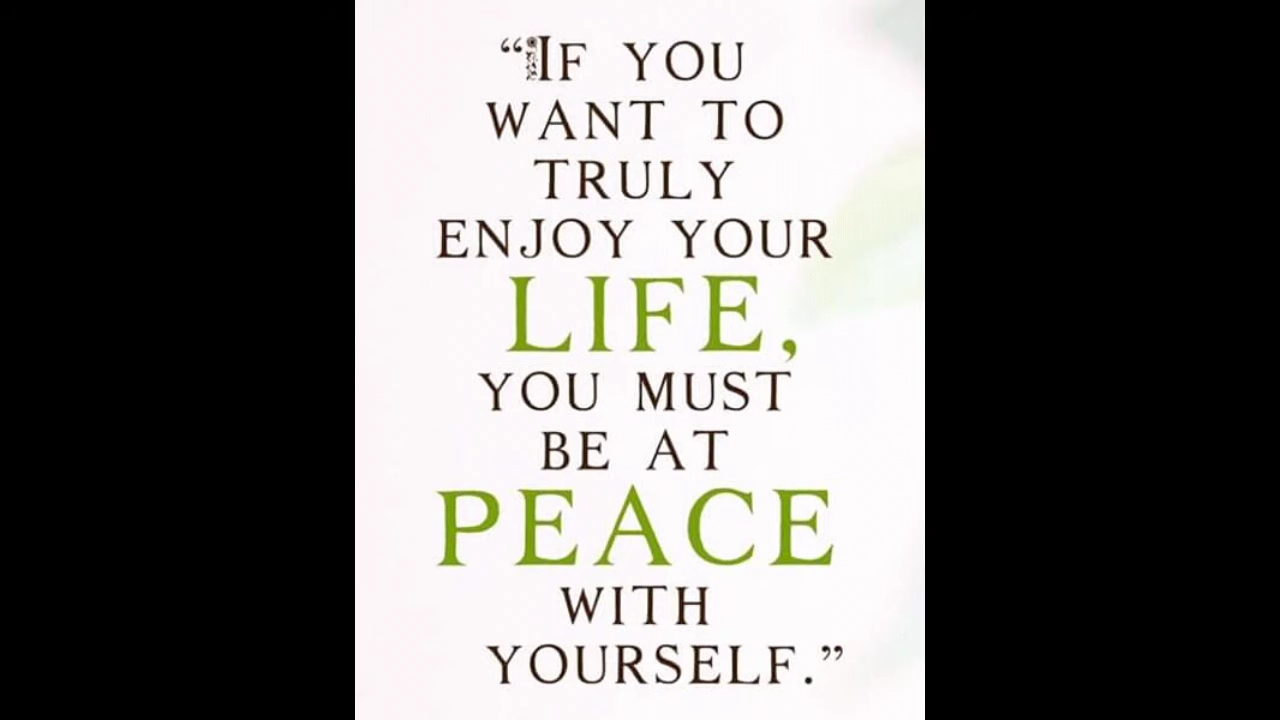 “IF YOU
WANT TO
TRULY
ENJOY YOUR
LIFE,
YOU MUST
BE AT
PEACE
WITH
YOURSELF.”